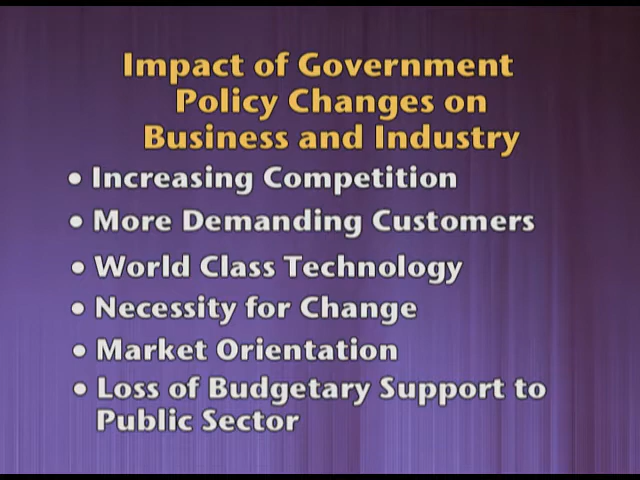 Impact of Government
Policy Changes on
Business and Industry
• Increasing Competition
• More Demanding Customers
• World Class Technology
• Necessity for Change
• Market Orientation
• Loss of Budgetary Support to
Public Sector